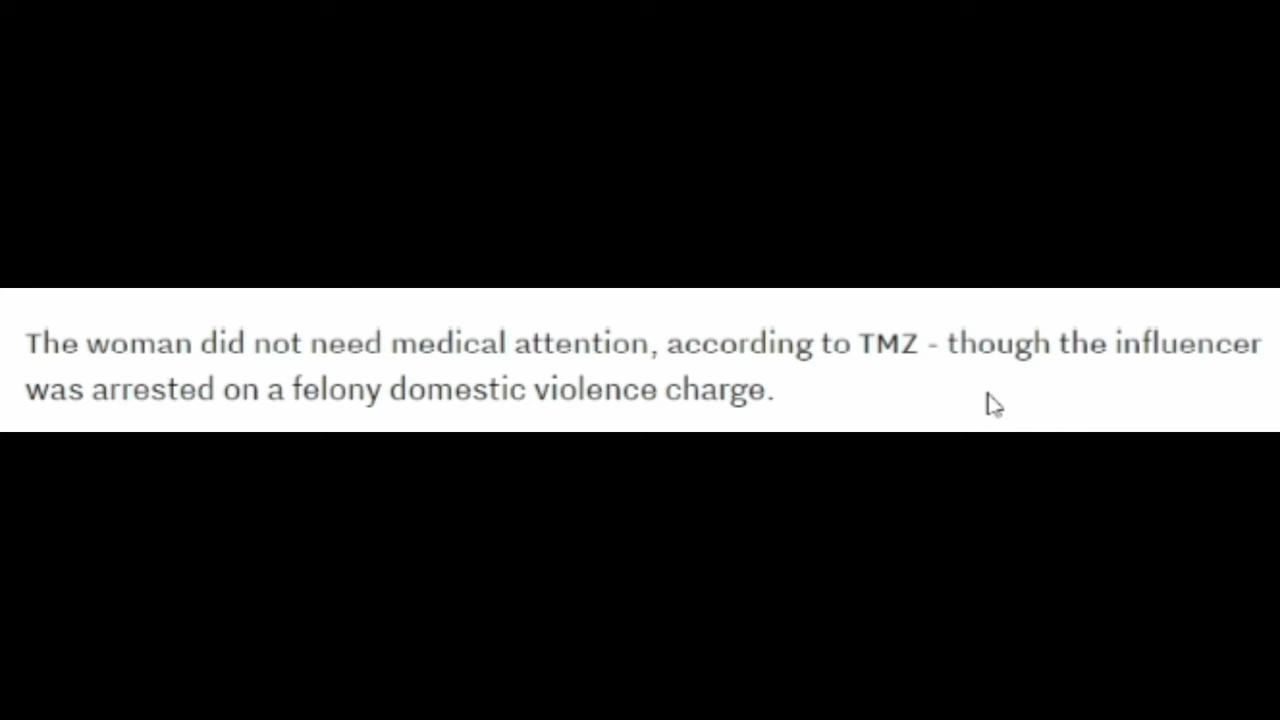 The woman did not need medical attention, according to TMZ - though the influencer
was arrested on a felony domestic violence charge.